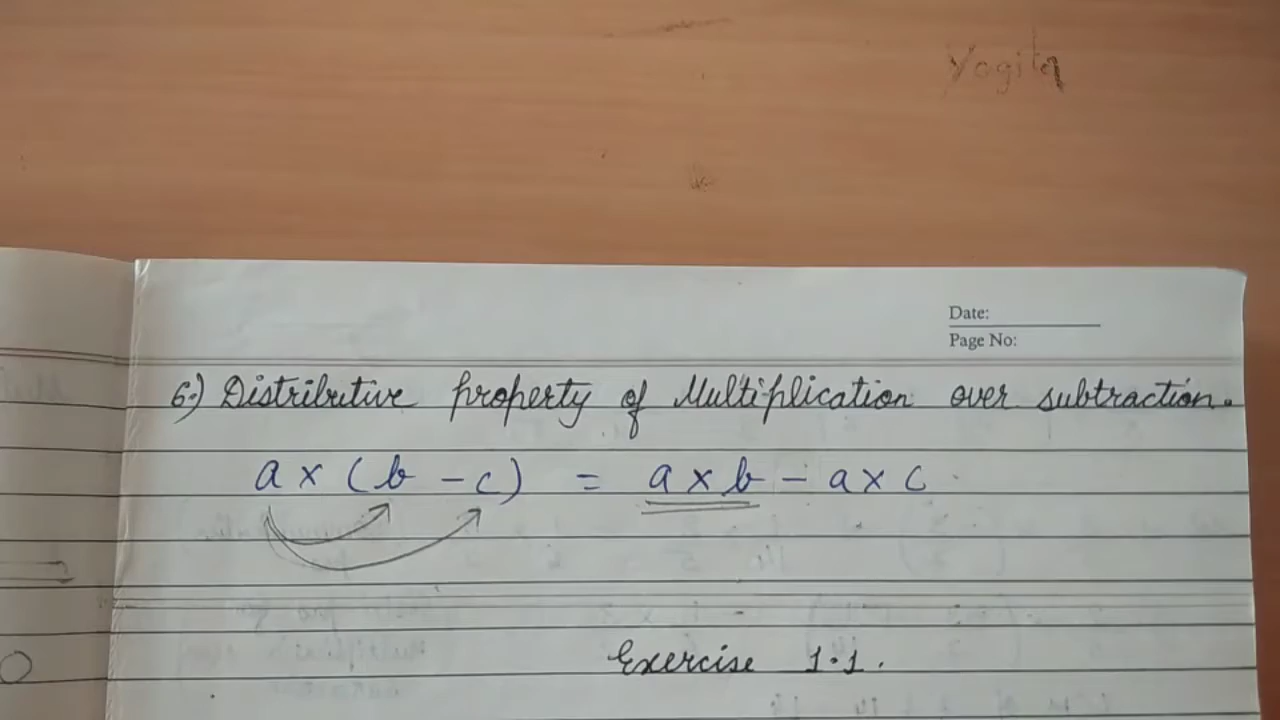 Yogita
Date:
Page No:
6.) Distributive property of Multiplication over subtraction.
a × (b - c) = a × b - a × c
Exercise 1.1.